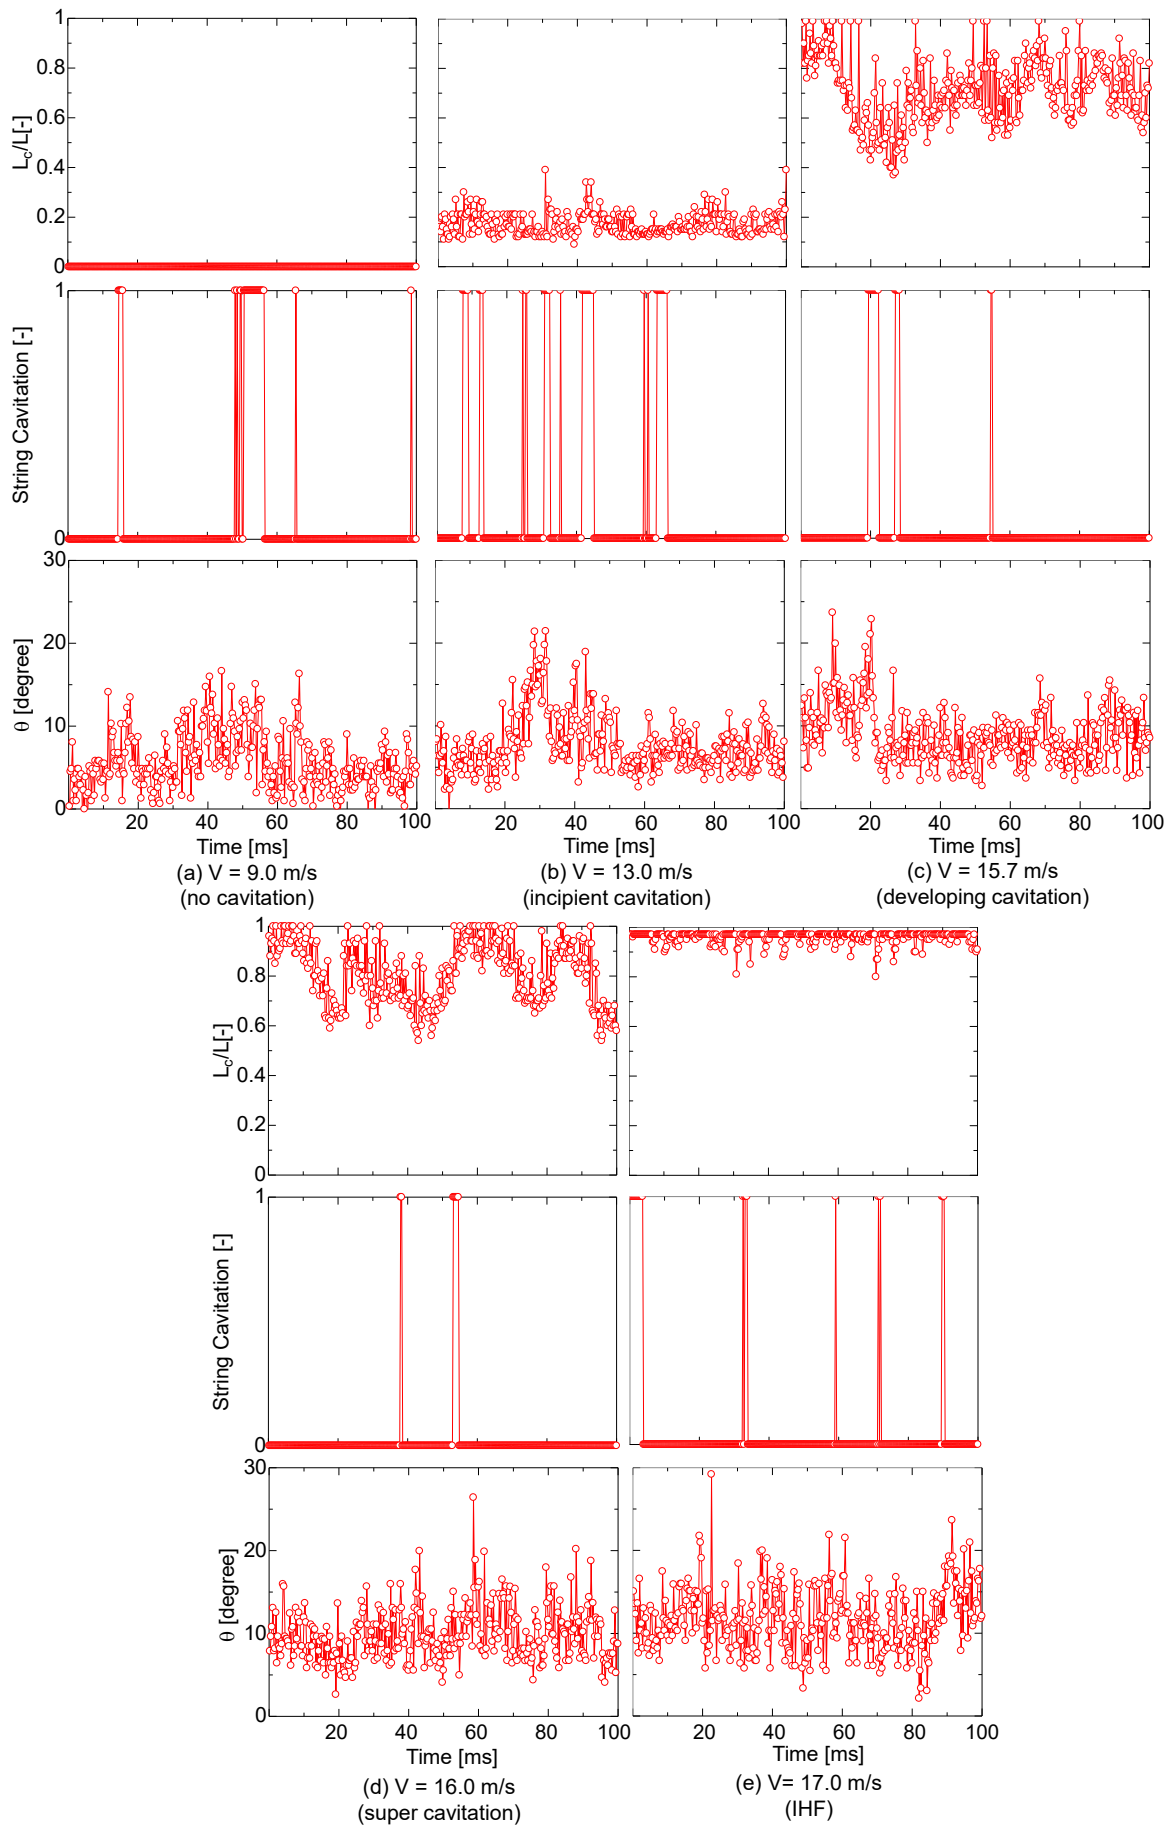 1
0.8
0.6
0.4
0.2
0
Lc/L[-]
1
0
String Cavitation [-]
30
20
10
0
θ [degree]
20 40 60 80 100
20 40 60 80 100
20 40 60 80 100
Time [ms]
Time [ms]
Time [ms]
(a) V = 9.0 m/s
(no cavitation)
(b) V = 13.0 m/s
(incipient cavitation)
(c) V = 15.7 m/s
(developing cavitation)
1
0.8
0.6
0.4
0.2
0
Lc/L[-]
1
0
String Cavitation [-]
30
20
10
0
θ [degree]
20 40 60 80 100
20 40 60 80 100
Time [ms]
Time [ms]
(d) V = 16.0 m/s
(super cavitation)
(e) V= 17.0 m/s
(IHF)